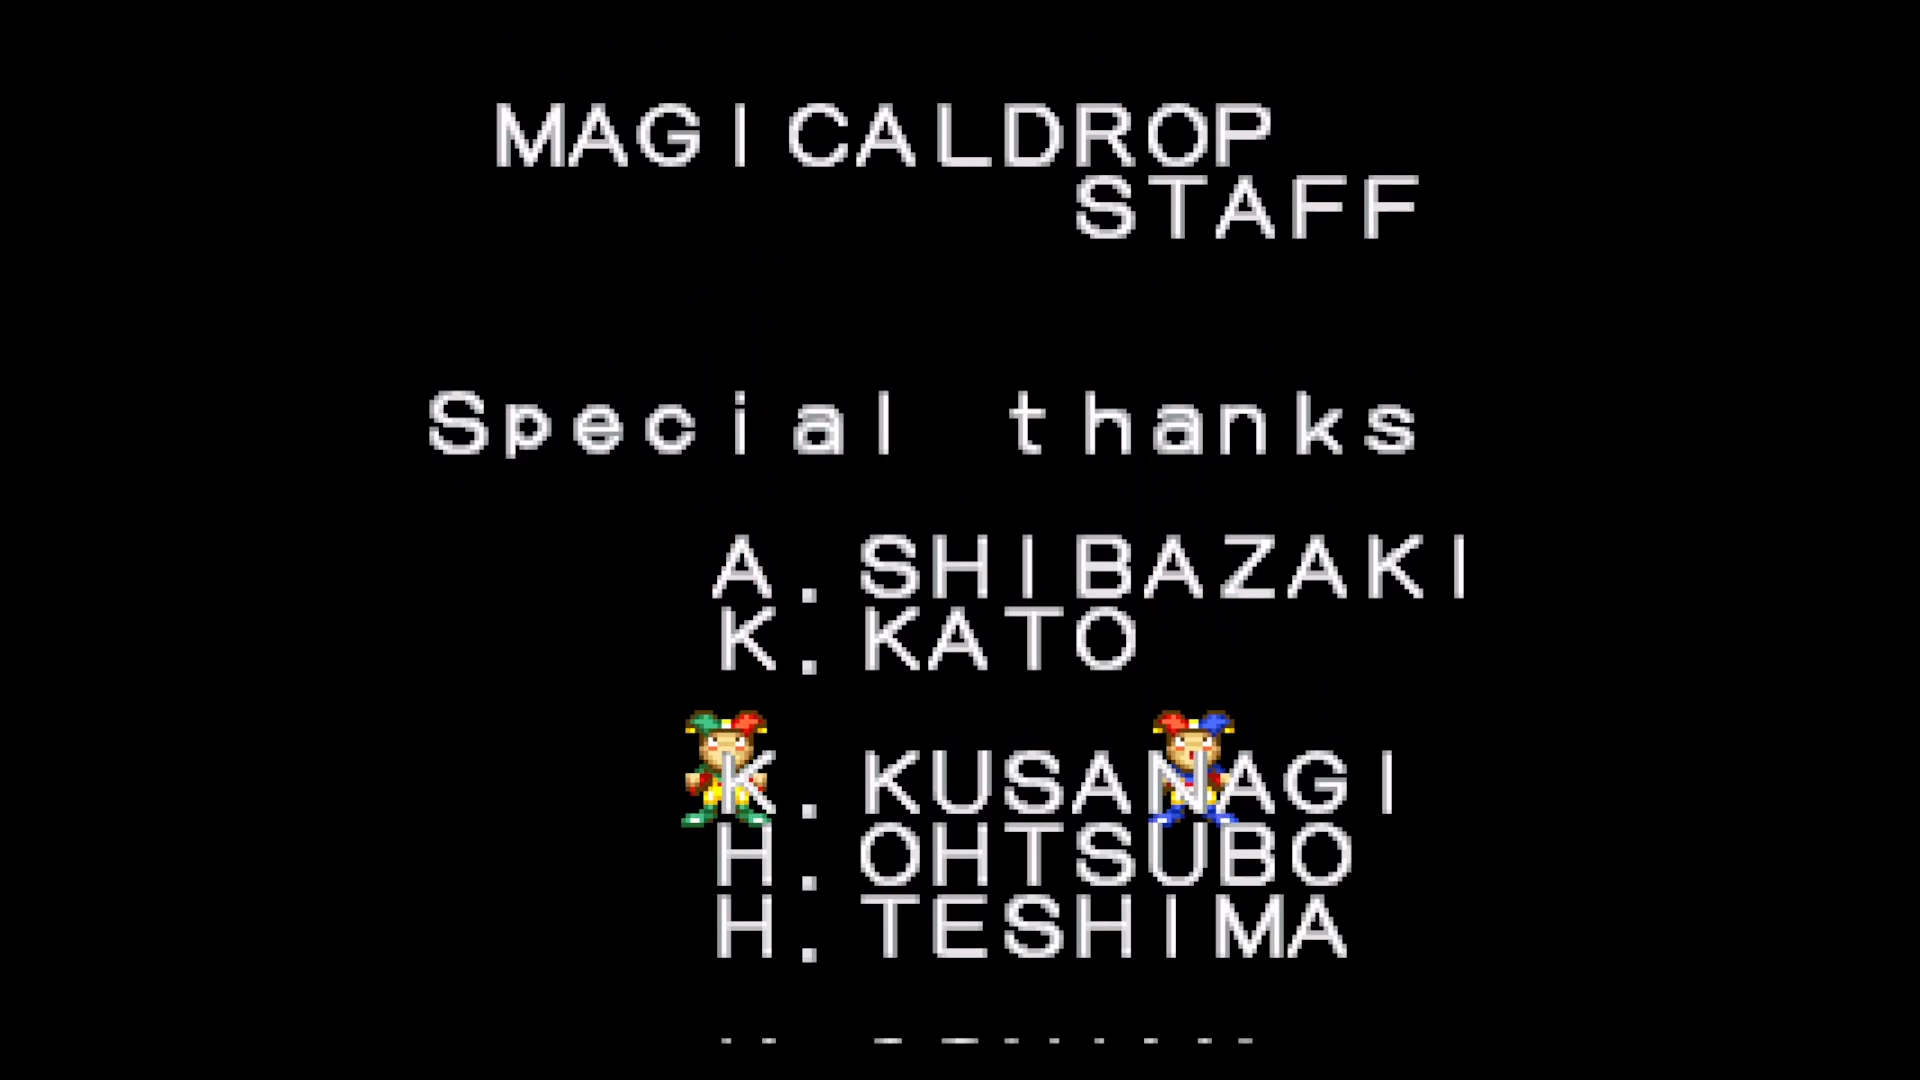 MAGICALDROP
STAFF
Special thanks
A.SHIBAZAKI
K.KATO
K.KUSANAGI
H.OHTSUBO
H.TESHIMA